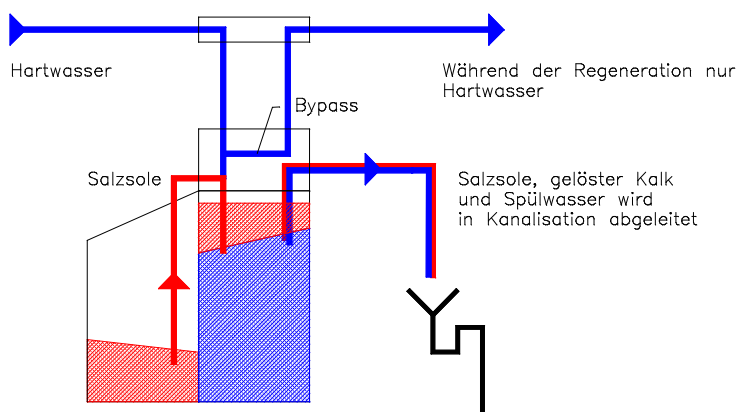 Hartwasser
Während der Regeneration nur
Hartwasser
Bypass
Salzsole
Salzsole, gelöster Kalk
und Spülwasser wird
in Kanalisation abgeleitet